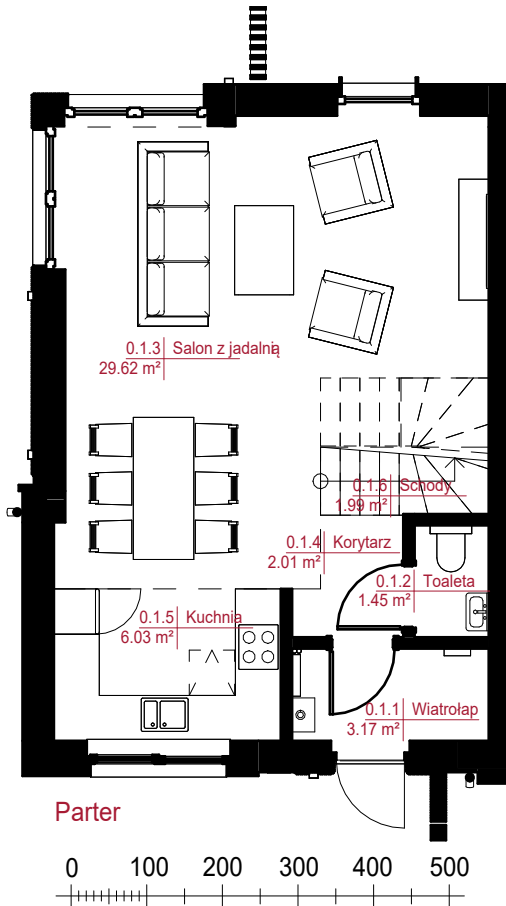 0.1.3 Salon z jadalnią
29.62 m²
0.1.6 Schody
1.99 m²
0.1.4 Korytarz
2.01 m²
0.1.2 Toaleta
1.45 m²
0.1.5 Kuchnia
6.03 m²
0.1.1 Wiatrołap
3.17 m²
Parter
0 100 200 300 400 500